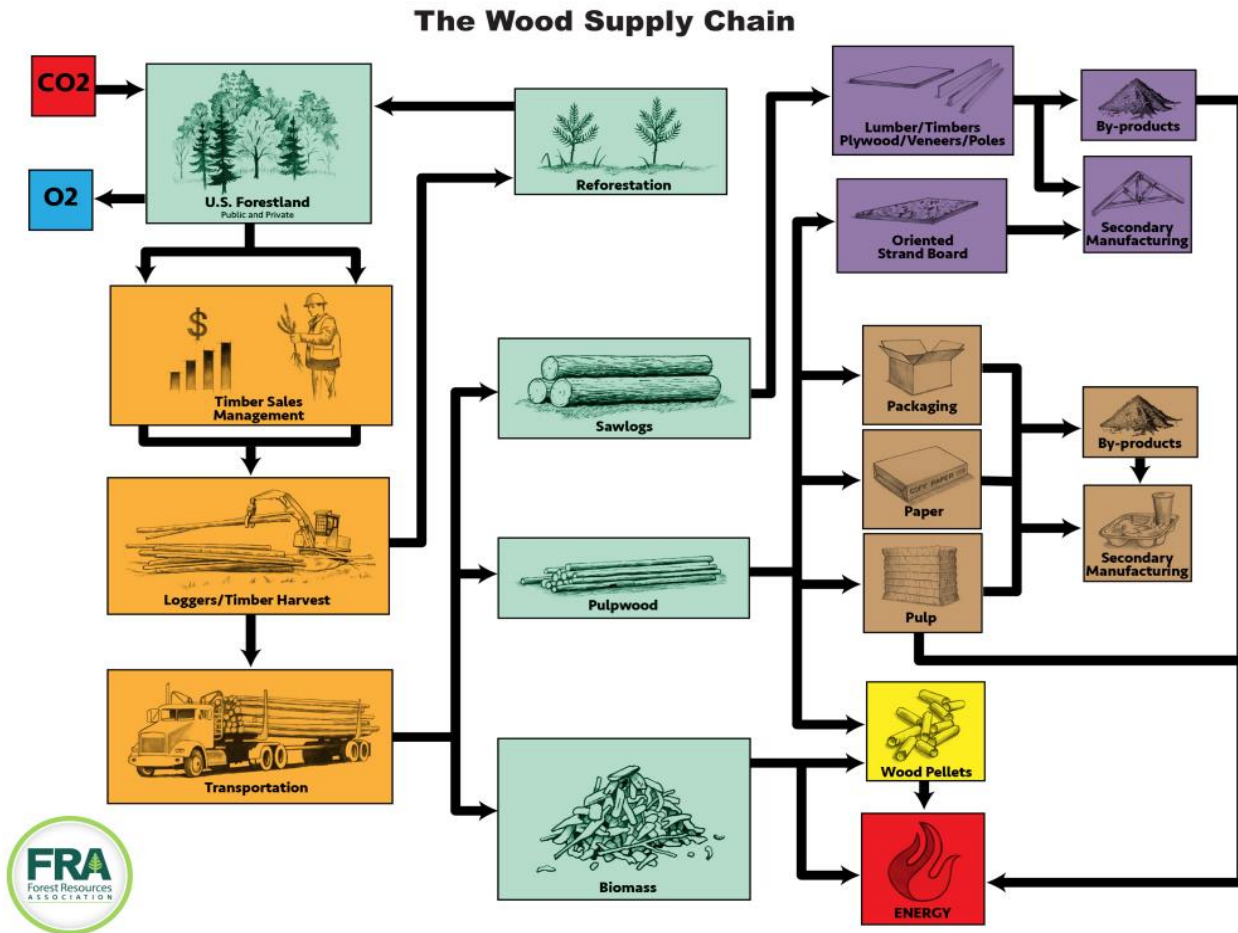 The Wood Supply Chain
CO2
O2
U.S. Forestland
Public and Private
Reforestation
Lumber/Timbers
Plywood/Veneers/Poles
By-products
Oriented
Strand Board
Secondary
Manufacturing
$
Timber Sales
Management
Sawlogs
Packaging
By-products
COPY PAPER
Paper
Secondary
Manufacturing
Loggers/Timber Harvest
Pulpwood
Pulp
Transportation
Wood Pellets
Biomass
ENERGY
FRA
Forest Resources
ASSOCIATION